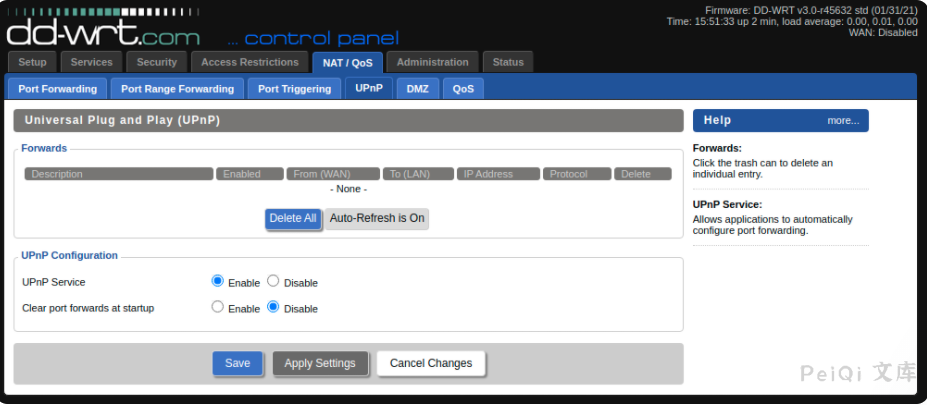 Firmware: DD-WRT v3.0-r45632 std (01/31/21)
Time: 15:51:33 up 2 min, load average: 0.00, 0.01, 0.00
WAN: Disabled
dd-wrt.com ... control panel
Setup Services Security Access Restrictions NAT / QoS Administration Status
Port Forwarding Port Range Forwarding Port Triggering UPnP DMZ QoS
Universal Plug and Play (UPnP)
Forwards
Description Enabled From (WAN) To (LAN) IP Address Protocol Delete
- None -
Delete All Auto-Refresh is On
UPnP Configuration
UPnP Service Enable Disable
Clear port forwards at startup Enable Disable
Save Apply Settings Cancel Changes
Help more...
Forwards:
Click the trash can to delete an
individual entry.
UPnP Service:
Allows applications to automatically
configure port forwarding.
PeiQi 文库